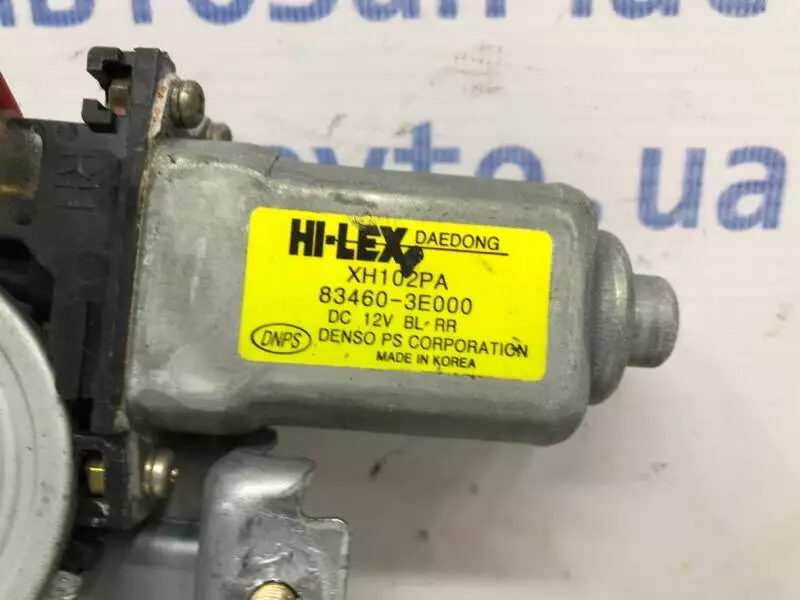 avto.ua
HI-LEX DAEDONG
XH102PA
83460-3E000
DC 12V BL-RR
DNPS DENSO PS CORPORATION
MADE IN KOREA
RH